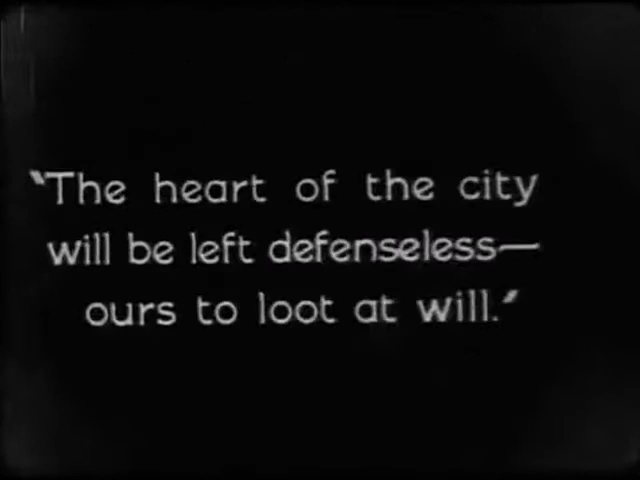 "The heart of the city
will be left defenseless—
ours to loot at will."